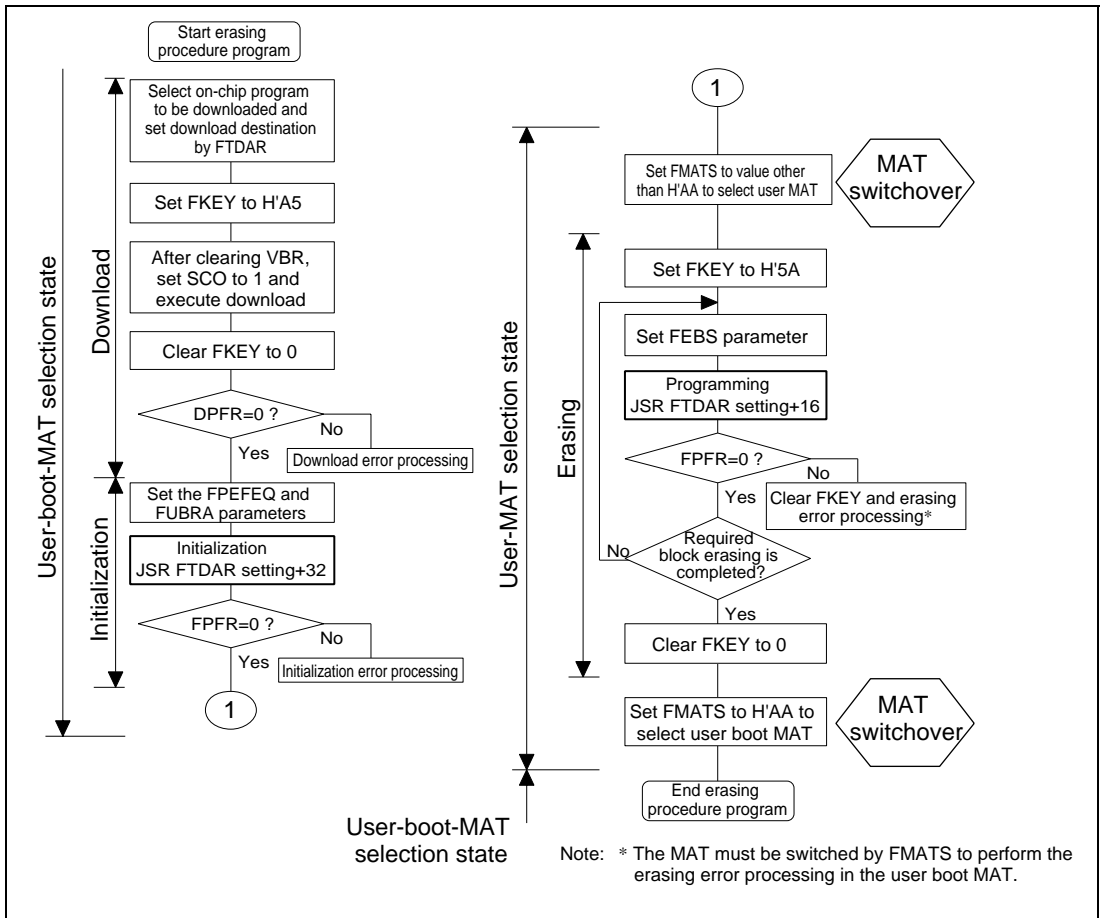 Start erasing
procedure program
Select on-chip program
to be downloaded and
set download destination
by FTDAR
Set FKEY to H'A5
After clearing VBR,
set SCO to 1 and
execute download
Clear FKEY to 0
DPFR=0 ?
No
Yes
Download error processing
Set the FPEFEQ and
FUBRA parameters
Initialization
JSR FTDAR setting+32
FPFR=0 ?
No
Yes
Initialization error processing
1
Download
Initialization
User-boot-MAT selection state
1
Set FMATS to value other
than H'AA to select user MAT
MAT
switchover
Set FKEY to H'5A
Set FEBS parameter
Programming
JSR FTDAR setting+16
FPFR=0 ?
No
Yes
Clear FKEY and erasing
error processing*
Required
block erasing is
completed?
No
Yes
Clear FKEY to 0
Set FMATS to H'AA to
select user boot MAT
MAT
switchover
End erasing
procedure program
Erasing
User-MAT selection state
User-boot-MAT
selection state
Note: * The MAT must be switched by FMATS to perform the
erasing error processing in the user boot MAT.